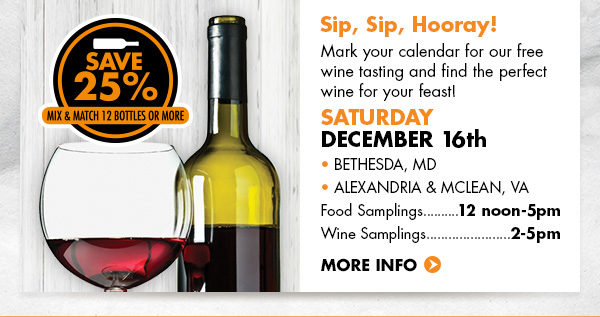 SAVE
25%
MIX & MATCH 12 BOTTLES OR MORE
Sip, Sip, Hooray!
Mark your calendar for our free
wine tasting and find the perfect
wine for your feast!
SATURDAY
DECEMBER 16th
• BETHESDA, MD
• ALEXANDRIA & MCLEAN, VA
Food Samplings..........12 noon-5pm
Wine Samplings.......................2-5pm
MORE INFO